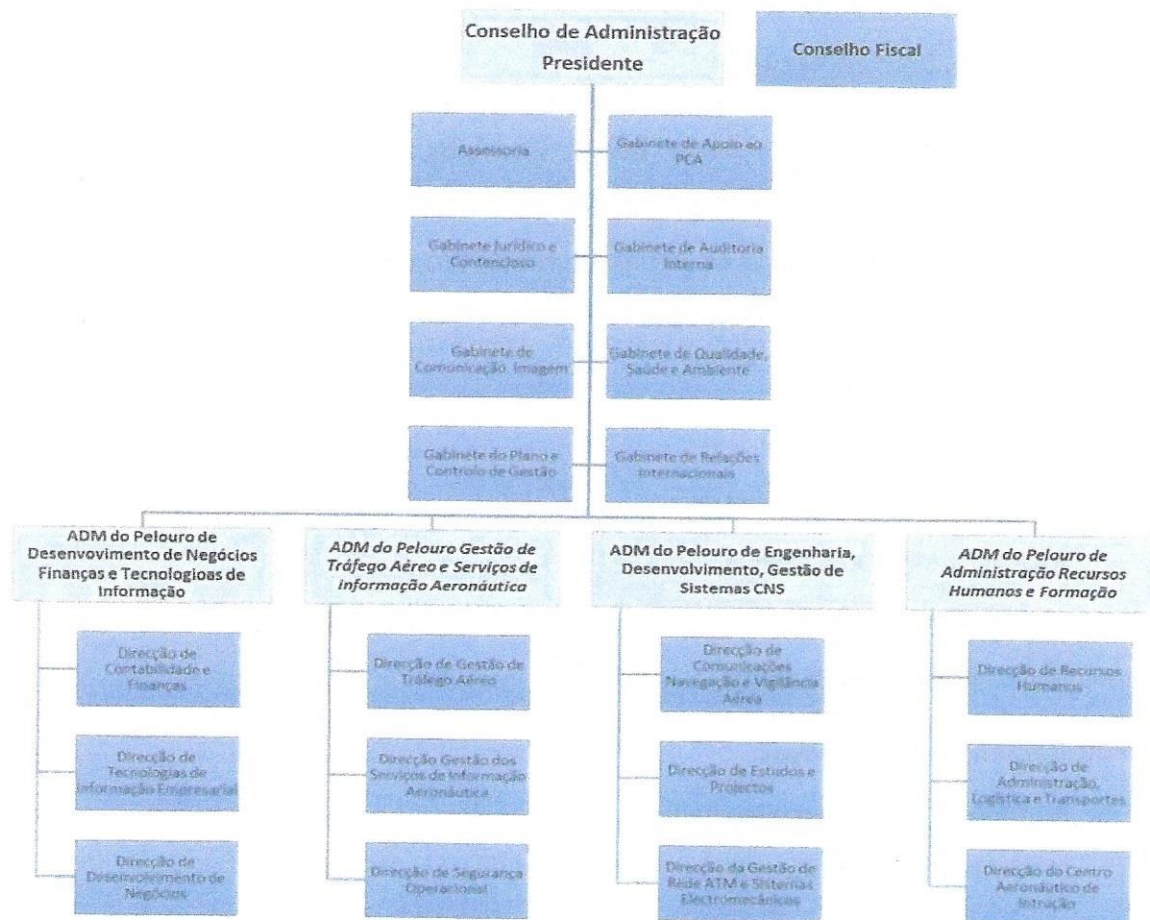 Conselho de Administração
Presidente
Conselho Fiscal
Assessoria
Gabinete de Apoio ao
PCA
Gabinete Jurídico e
Contencioso
Gabinete de Auditoria
Interna
Gabinete de
Comunicação Imagem
Gabinete de Qualidade,
Saúde e Ambiente
Gabinete do Plano e
Controlo de Gestão
Gabinete de Relações
Internacionais
ADM do Pelouro de
Desenvovimento de Negócios
Finanças e Tecnologioas de
Informação
ADM do Pelouro Gestão de
Tráfego Aéreo e Serviços de
informação Aeronáutica
ADM do Pelouro de Engenharia,
Desenvolvimento, Gestão de
Sistemas CNS
ADM do Pelouro de
Administração Recursos
Humanos e Formação
Direcção de
Contabilidade e
Finanças
Direcção de Gestão de
Tráfego Aéreo
Direcção de
Comunicações
Navegação e Vigilância
Aérea
Direcção de Recursos
Humanos
Direcção de
Tecnologias de
Informação Empresarial
Direcção Gestão dos
Serviços de Informação
Aeronáutica
Direcção de Estudos e
Projectos
Direcção de
Administração,
Logística e Transportes
Direcção de
Desenvolvimento de
Negócios
Direcção de Segurança
Operacional
Direcção da Gestão de
Rede ATM e Sistemas
Electromecânicos
Direcção do Centro
Aeronáutico de
Intrução